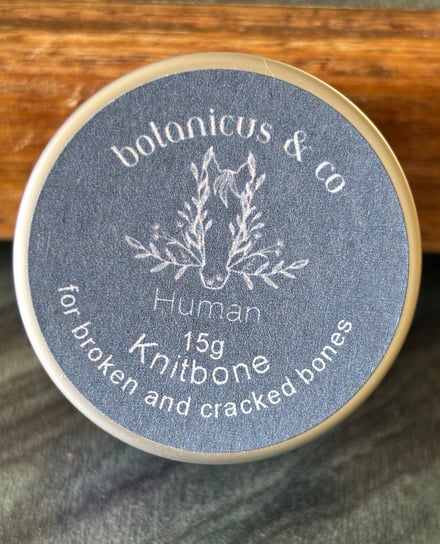 botanicus & co
Human
15g
Knitbone
for broken and cracked bones